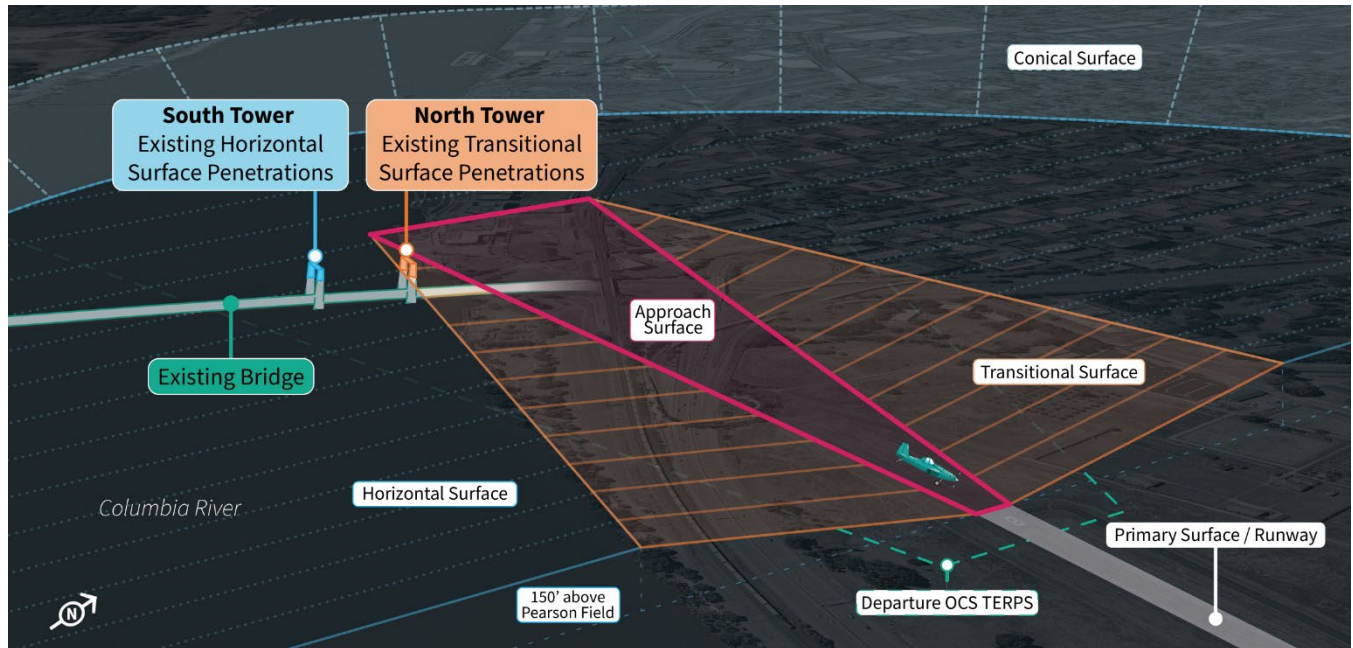 Conical Surface
South Tower
Existing Horizontal
Surface Penetrations
North Tower
Existing Transitional
Surface Penetrations
Approach
Surface
Existing Bridge
Transitional Surface
Horizontal Surface
Columbia River
Primary Surface / Runway
150' above
Pearson Field
Departure OCS TERPS
N